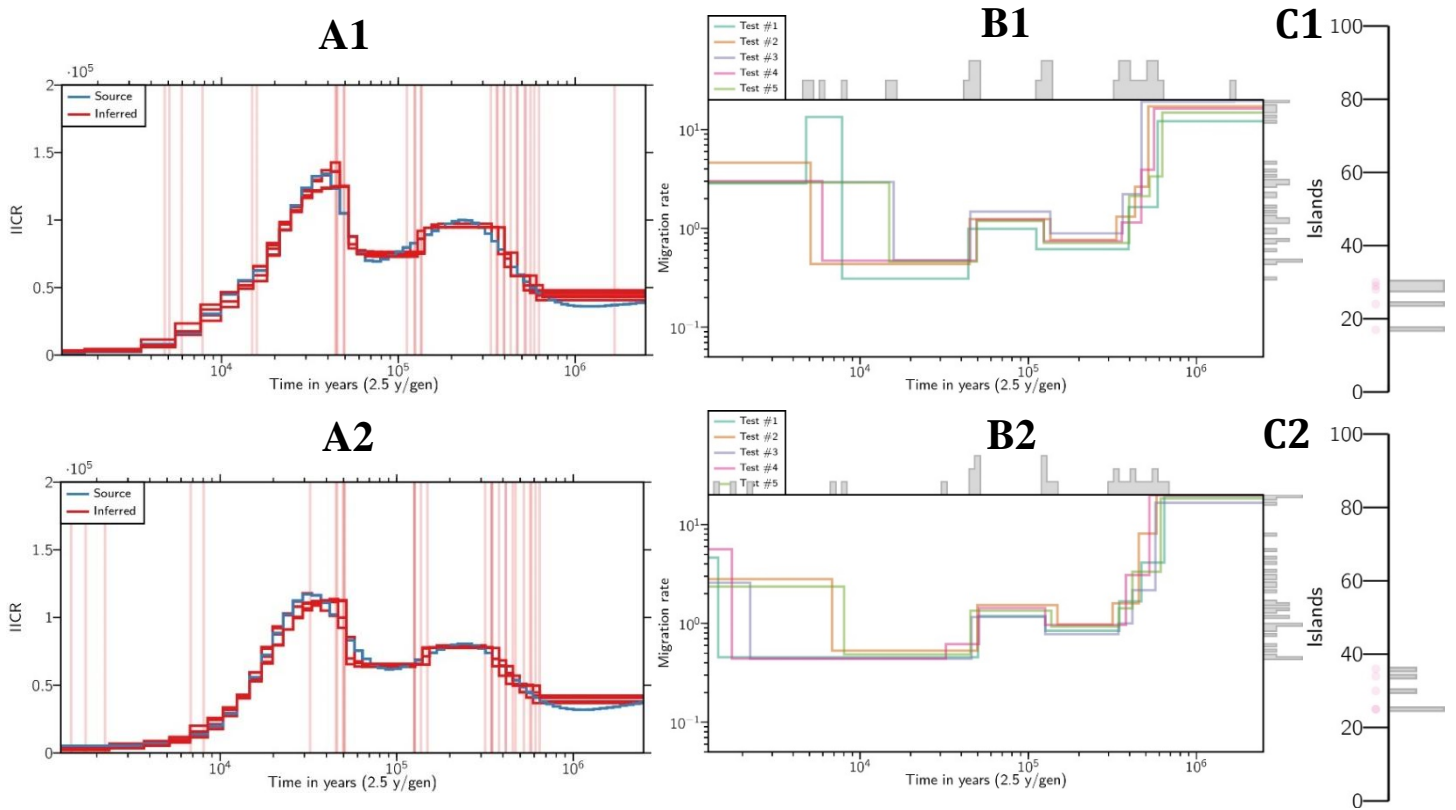 A1
·10⁵
2
Source
Inferred
1.5
1
0.5
0
IICR
10⁴
10⁵
10⁶
Time in years (2.5 y/gen)
B1
Test #1
Test #2
Test #3
Test #4
Test #5
10¹
10⁰
10⁻¹
Migration rate
10⁴
10⁵
10⁶
Time in years (2.5 y/gen)
C1
100
80
60
40
20
0
Islands
A2
·10⁵
2
Source
Inferred
1.5
1
0.5
0
IICR
10⁴
10⁵
10⁶
Time in years (2.5 y/gen)
B2
Test #1
Test #2
Test #3
Test #4
Test #5
10¹
10⁰
10⁻¹
Migration rate
10⁴
10⁵
10⁶
Time in years (2.5 y/gen)
C2
100
80
60
40
20
0
Islands